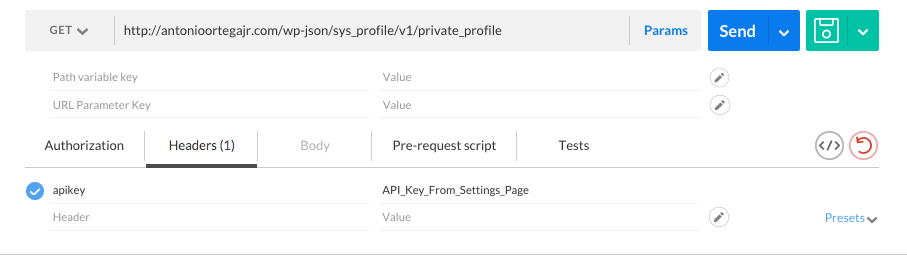 GET http://antonioortegajr.com/wp-json/sys_profile/v1/private_profile Params Send
Path variable key Value
URL Parameter Key Value
Authorization Headers (1) Body Pre-request script Tests </>
apikey API_Key_From_Settings_Page
Header Value Presets